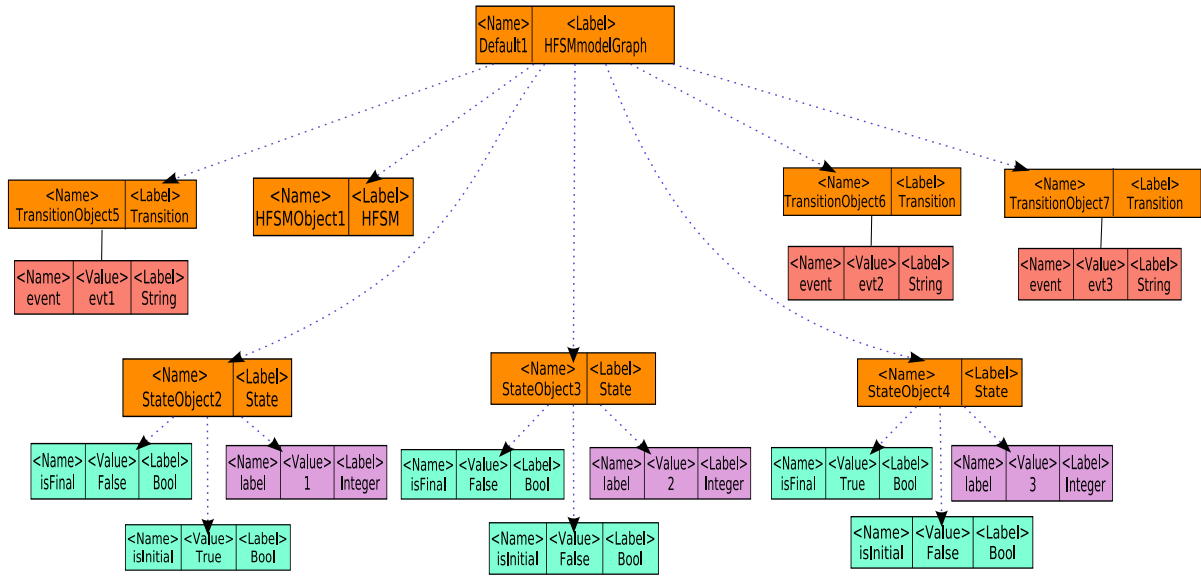 <Name> <Label>
Default1 HFSMmodelGraph
<Name> <Label>
TransitionObject5 Transition
<Name> <Value> <Label>
event evt1 String
<Name> <Label>
HFSMObject1 HFSM
<Name> <Label>
TransitionObject6 Transition
<Name> <Value> <Label>
event evt2 String
<Name> <Label>
TransitionObject7 Transition
<Name> <Value> <Label>
event evt3 String
<Name> <Label>
StateObject2 State
<Name> <Value> <Label>
isFinal False Bool
<Name> <Value> <Label>
label 1 Integer
<Name> <Value> <Label>
isInitial True Bool
<Name> <Label>
StateObject3 State
<Name> <Value> <Label>
isFinal False Bool
<Name> <Value> <Label>
label 2 Integer
<Name> <Value> <Label>
isInitial False Bool
<Name> <Label>
StateObject4 State
<Name> <Value> <Label>
isFinal True Bool
<Name> <Value> <Label>
label 3 Integer
<Name> <Value> <Label>
isInitial False Bool